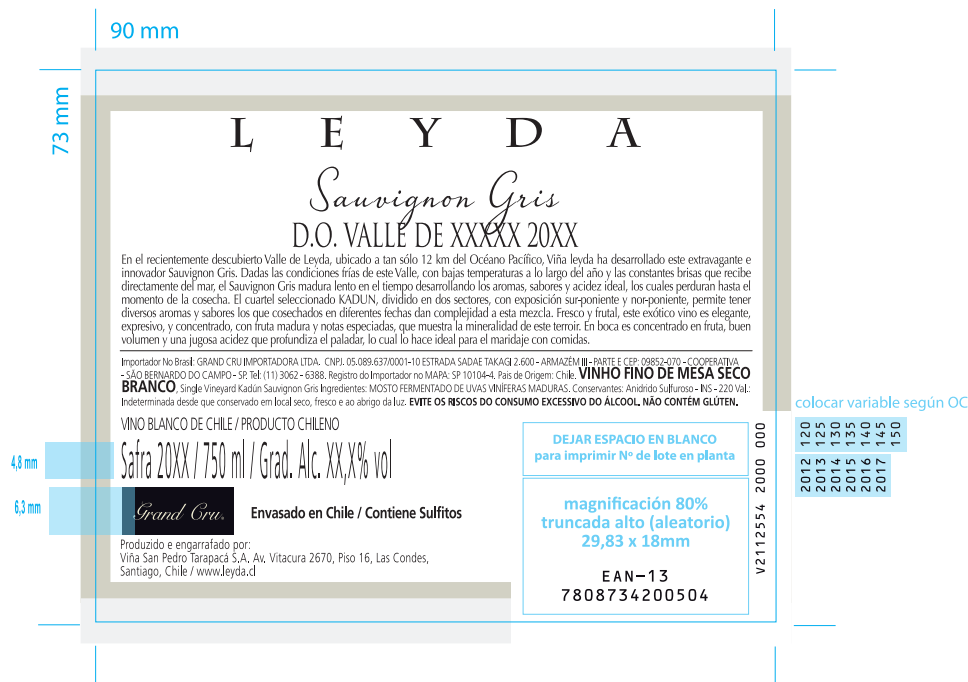 90 mm
73 mm
LEYDA
Sauvignon Gris
D.O. VALLE DE XXXXX 20XX
En el recientemente descubierto Valle de Leyda, ubicado a tan sólo 12 km del Océano Pacífico, Viña leyda ha desarrollado este extravagante e
innovador Sauvignon Gris. Dadas las condiciones frías de este Valle, con bajas temperaturas a lo largo del año y las constantes brisas que recibe
directamente del mar, el Sauvignon Gris madura lento en el tiempo desarrollando los aromas, sabores y acidez ideal, los cuales perduran hasta el
momento de la cosecha. El cuartel seleccionado KADUN, dividido en dos sectores, con exposición sur-poniente y nor-poniente, permite tener
diversos aromas y sabores los que cosechados en diferentes fechas dan complejidad a esta mezcla. Fresco y frutal, este exótico vino es elegante,
expresivo, y concentrado, con fruta madura y notas especiadas, que muestra la mineralidad de este terroir. En boca es concentrado en fruta, buen
volumen y una jugosa acidez que profundiza el paladar, lo cual lo hace ideal para el maridaje con comidas.
Importador No Brasil: GRAND CRU IMPORTADORA LTDA. CNPJ. 05.089.637/0001-10 ESTRADA SADAE TAKAGI 2.600 - ARMAZÉM III - PARTE E CEP: 09852-070 - COOPERATIVA
- SÃO BERNARDO DO CAMPO - SP. Tel: (11) 3062 - 6388. Registro do Importador no MAPA: SP 10104-4. Pais de Origem: Chile. VINHO FINO DE MESA SECO
BRANCO, Single Vineyard Kadún Sauvignon Gris Ingredientes: MOSTO FERMENTADO DE UVAS VINÍFERAS MADURAS. Conservantes: Anidrido Sulfuroso - INS - 220 Val.:
Indeterminada desde que conservado em local seco, fresco e ao abrigo da luz. EVITE OS RISCOS DO CONSUMO EXCESSIVO DO ÁLCOOL. NÃO CONTÉM GLÚTEN.
VINO BLANCO DE CHILE / PRODUCTO CHILENO
Safra 20XX / 750 ml / Grad. Alc. XX,X% vol
4,8 mm
6,3 mm
Grand Cru®
Envasado en Chile / Contiene Sulfitos
Produzido e engarrafado por:
Viña San Pedro Tarapacá S.A. Av. Vitacura 2670, Piso 16, Las Condes,
Santiago, Chile / www.leyda.cl
DEJAR ESPACIO EN BLANCO
para imprimir Nº de lote en planta
magnificación 80%
truncada alto (aleatorio)
29,83 x 18mm
EAN-13
7808734200504
V2112554 2000 000
colocar variable según OC
2012 120
2013 125
2014 130
2015 135
2016 140
2017 145
150